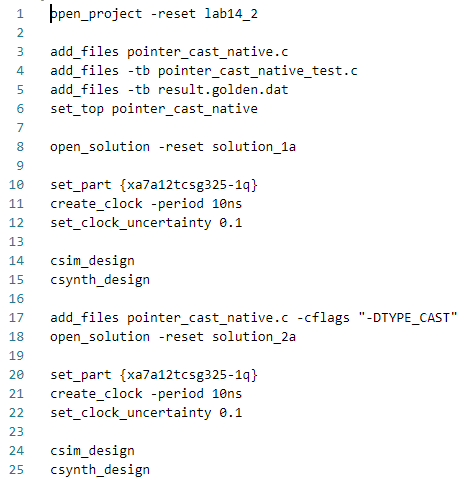 1 open_project -reset lab14_2
2
3 add_files pointer_cast_native.c
4 add_files -tb pointer_cast_native_test.c
5 add_files -tb result.golden.dat
6 set_top pointer_cast_native
7
8 open_solution -reset solution_1a
9
10 set_part {xa7a12tcsg325-1q}
11 create_clock -period 10ns
12 set_clock_uncertainty 0.1
13
14 csim_design
15 csynth_design
16
17 add_files pointer_cast_native.c -cflags "-DTYPE_CAST"
18 open_solution -reset solution_2a
19
20 set_part {xa7a12tcsg325-1q}
21 create_clock -period 10ns
22 set_clock_uncertainty 0.1
23
24 csim_design
25 csynth_design